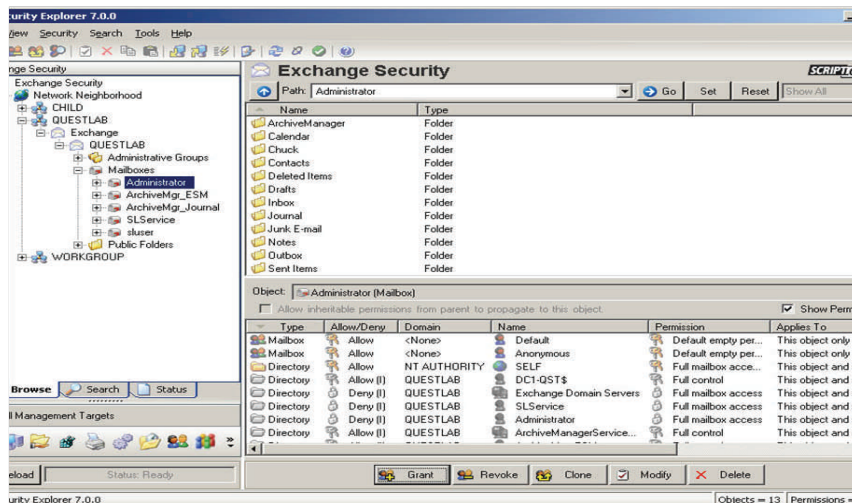 curity Explorer 7.0.0
View Security Search Tools Help
nge Security
Exchange Security
Network Neighborhood
CHILD
QUESTLAB
Exchange
QUESTLAB
Administrative Groups
Mailboxes
Administrator
ArchiveMgr_ESM
ArchiveMgr_Journal
SLService
sluser
Public Folders
WORKGROUP
Browse Search Status
ll Management Targets
eload Status: Ready
Exchange Security
Path: Administrator Go Set Reset Show All
Name Type
ArchiveManager Folder
Calendar Folder
Chuck Folder
Contacts Folder
Deleted Items Folder
Drafts Folder
Inbox Folder
Journal Folder
Junk E-mail Folder
Notes Folder
Outbox Folder
Sent Items Folder
Object: Administrator (Mailbox)
Allow inheritable permissions from parent to propagate to this object Show Perm
Type Allow/Deny Domain Name Permission Applies To
Mailbox Allow <None> Default Default empty per... This object only
Mailbox Allow <None> Anonymous Default empty per... This object only
Directory Allow NT AUTHORITY SELF Full mailbox acce... This object and
Directory Allow (I) QUESTLAB DC1-QST$ Full control This object and
Directory Deny (I) QUESTLAB Exchange Domain Servers Full mailbox access This object and
Directory Deny (I) QUESTLAB SLService Full mailbox access This object and
Directory Deny (I) QUESTLAB Administrator Full mailbox access This object and
Directory Allow (I) QUESTLAB ArchiveManagerService... Full control This object and
Grant Revoke Clone Modify Delete
curity Explorer 7.0.0 Objects = 13 Permissions =